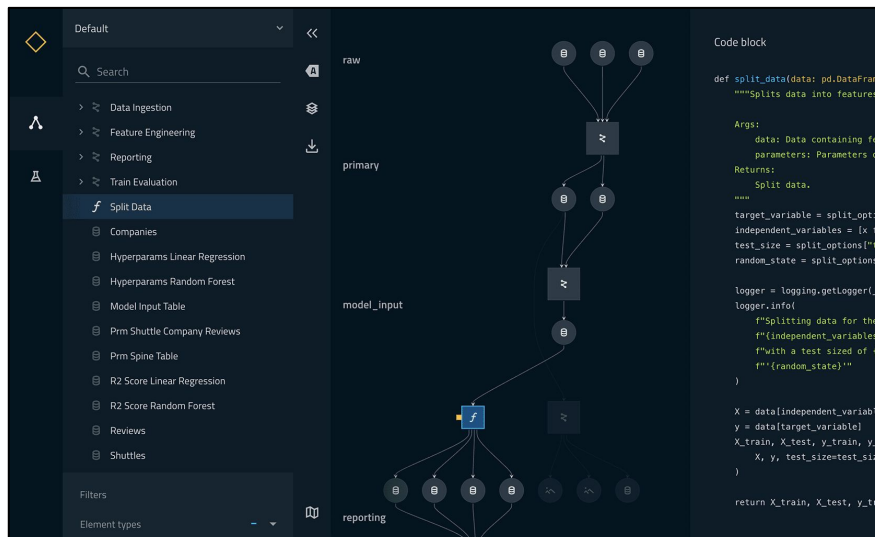 Default
Search
Data Ingestion
Feature Engineering
Reporting
Train Evaluation
Split Data
Companies
Hyperparams Linear Regression
Hyperparams Random Forest
Model Input Table
Prm Shuttle Company Reviews
Prm Spine Table
R2 Score Linear Regression
R2 Score Random Forest
Reviews
Shuttles
Filters
Element types
A
raw
primary
model_input
reporting
Code block
def split_data(data: pd.DataFram
"""Splits data into features
Args:
data: Data containing fe
parameters: Parameters
Returns:
Split data.
"""
target_variable = split_opti
independent_variables = [x
test_size = split_options["t
random_state = split_options
logger = logging.getLogger(_
logger.info(
f"Splitting data for the
f"{independent_variables
f"with a test sized of
f"'{random_state}'"
)
X = data[independent_variabl
y = data[target_variable]
X_train, X_test, y_train, y_
X, y, test_size=test_siz
)
return X_train, X_test, y_tr